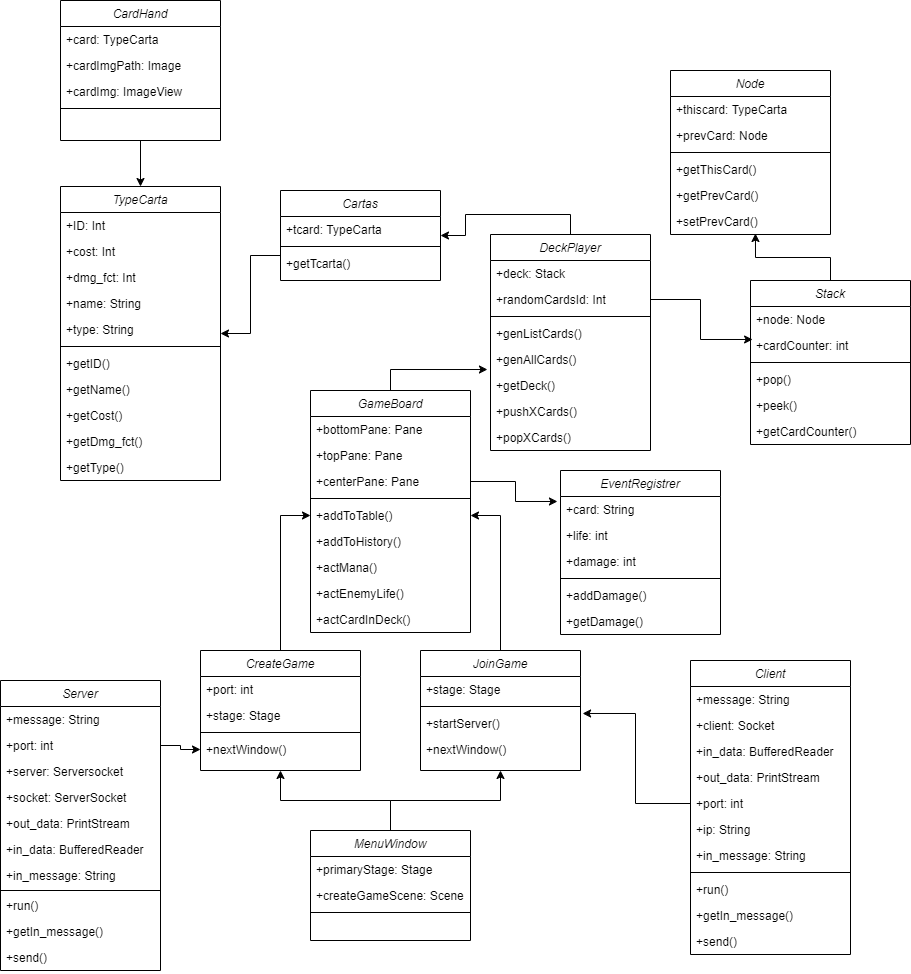 CardHand
+card: TypeCarta
+cardImgPath: Image
+cardImg: ImageView
Node
+thiscard: TypeCarta
+prevCard: Node
+getThisCard()
+getPrevCard()
+setPrevCard()
TypeCarta
+ID: Int
+cost: Int
+dmg_fct: Int
+name: String
+type: String
+getID()
+getName()
+getCost()
+getDmg_fct()
+getType()
Cartas
+tcard: TypeCarta
+getTcarta()
DeckPlayer
+deck: Stack
+randomCardsId: Int
+genListCards()
+genAllCards()
+getDeck()
+pushXCards()
+popXCards()
Stack
+node: Node
+cardCounter: int
+pop()
+peek()
+getCardCounter()
GameBoard
+bottomPane: Pane
+topPane: Pane
+centerPane: Pane
+addToTable()
+addToHistory()
+actMana()
+actEnemyLife()
+actCardInDeck()
EventRegistrer
+card: String
+life: int
+damage: int
+addDamage()
+getDamage()
CreateGame
+port: int
+stage: Stage
+nextWindow()
JoinGame
+stage: Stage
+startServer()
+nextWindow()
Server
+message: String
+port: int
+server: Serversocket
+socket: ServerSocket
+out_data: PrintStream
+in_data: BufferedReader
+in_message: String
+run()
+getIn_message()
+send()
Client
+message: String
+client: Socket
+in_data: BufferedReader
+out_data: PrintStream
+port: int
+ip: String
+in_message: String
+run()
+getIn_message()
+send()
MenuWindow
+primaryStage: Stage
+createGameScene: Scene